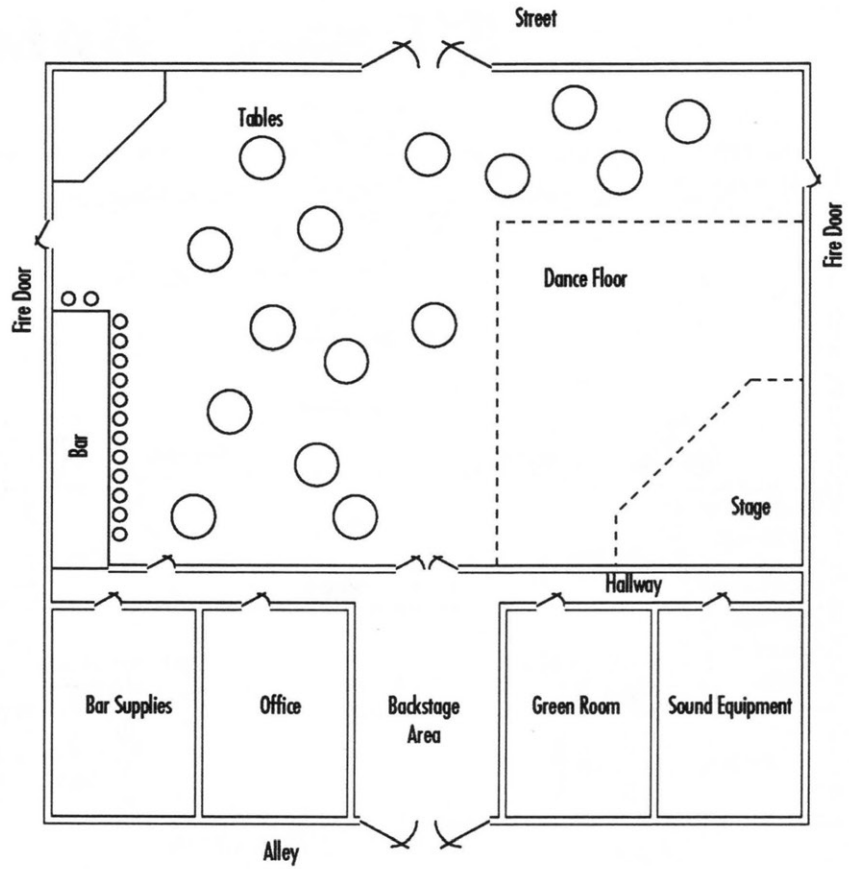 Street
Tables
Fire Door
Dance Floor
Fire Door
Bar
Stage
Hallway
Bar Supplies
Office
Backstage
Area
Green Room
Sound Equipment
Alley